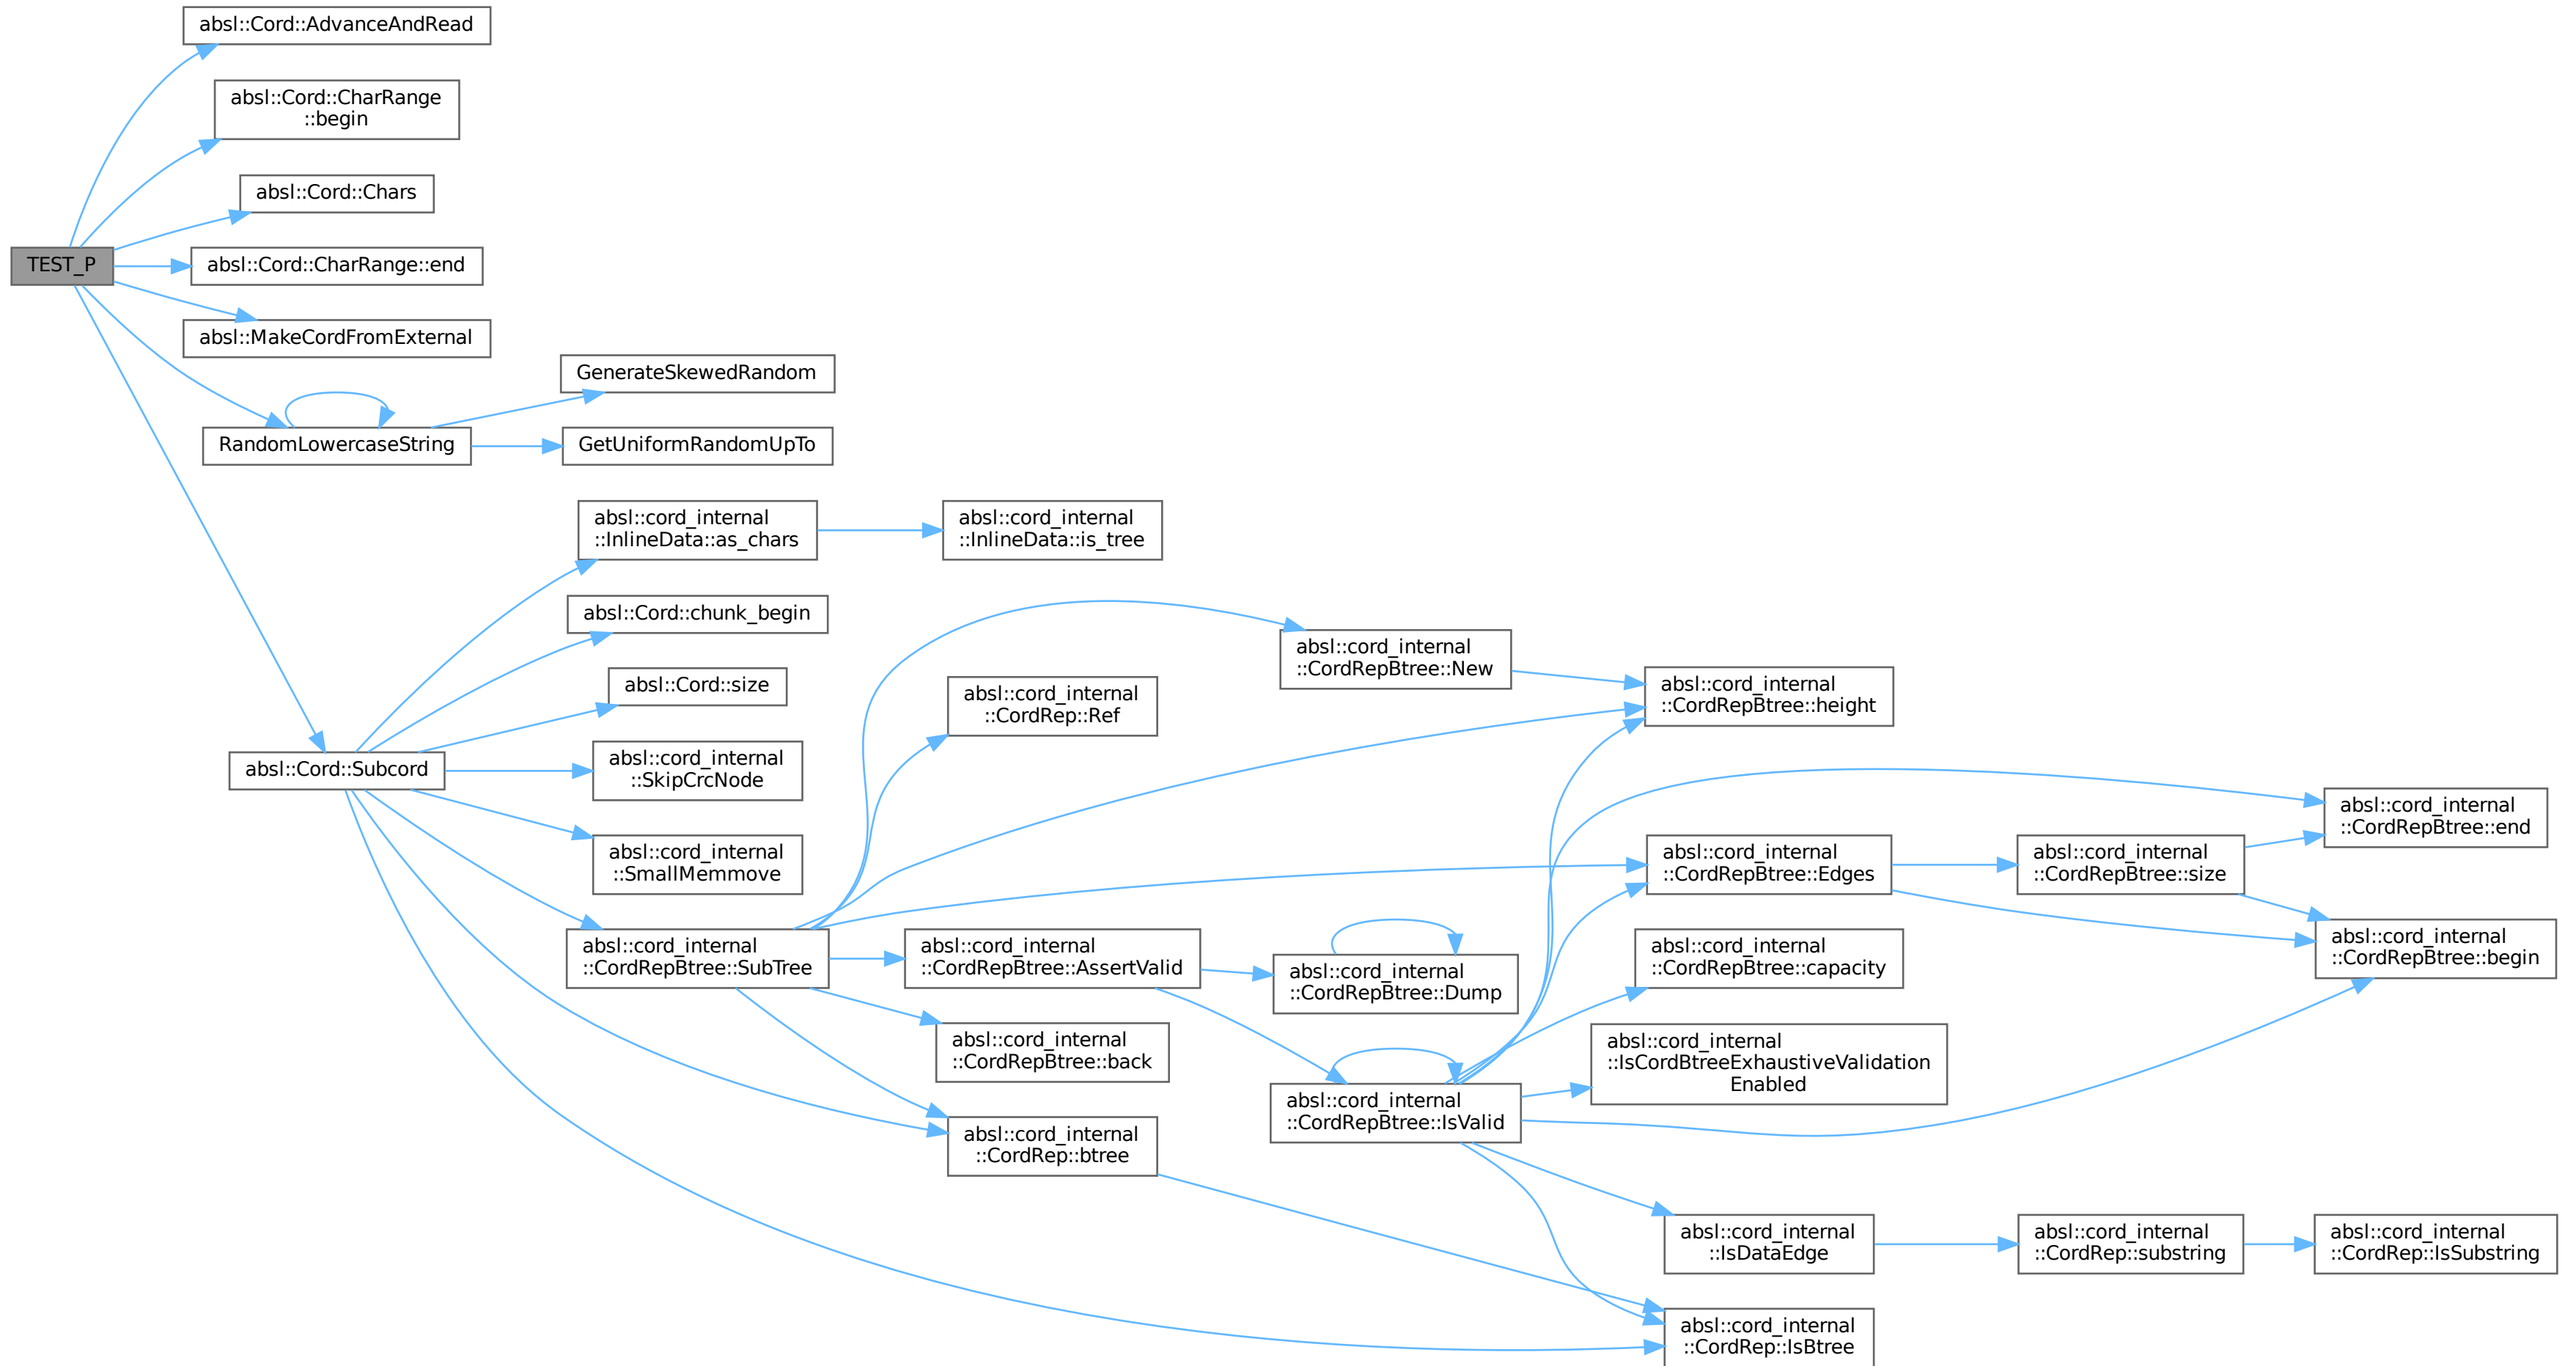 absl::Cord::AdvanceAndRead
absl::Cord::CharRange
::begin
absl::Cord::Chars
TEST_P
absl::Cord::CharRange::end
absl::MakeCordFromExternal
GenerateSkewedRandom
RandomLowercaseString
GetUniformRandomUpTo
absl::cord_internal
::InlineData::as_chars
absl::cord_internal
::InlineData::is_tree
absl::Cord::chunk_begin
absl::cord_internal
::CordRepBtree::New
absl::Cord::size
absl::cord_internal
::CordRep::Ref
absl::cord_internal
::CordRepBtree::height
absl::Cord::Subcord
absl::cord_internal
::SkipCrcNode
absl::cord_internal
::CordRepBtree::end
absl::cord_internal
::SmallMemmove
absl::cord_internal
::CordRepBtree::Edges
absl::cord_internal
::CordRepBtree::size
absl::cord_internal
::CordRepBtree::SubTree
absl::cord_internal
::CordRepBtree::AssertValid
absl::cord_internal
::CordRepBtree::Dump
absl::cord_internal
::CordRepBtree::capacity
absl::cord_internal
::CordRepBtree::begin
absl::cord_internal
::CordRepBtree::back
absl::cord_internal
::IsCordBtreeExhaustiveValidation
Enabled
absl::cord_internal
::CordRepBtree::IsValid
absl::cord_internal
::CordRep::btree
absl::cord_internal
::IsDataEdge
absl::cord_internal
::CordRep::substring
absl::cord_internal
::CordRep::IsSubstring
absl::cord_internal
::CordRep::IsBtree